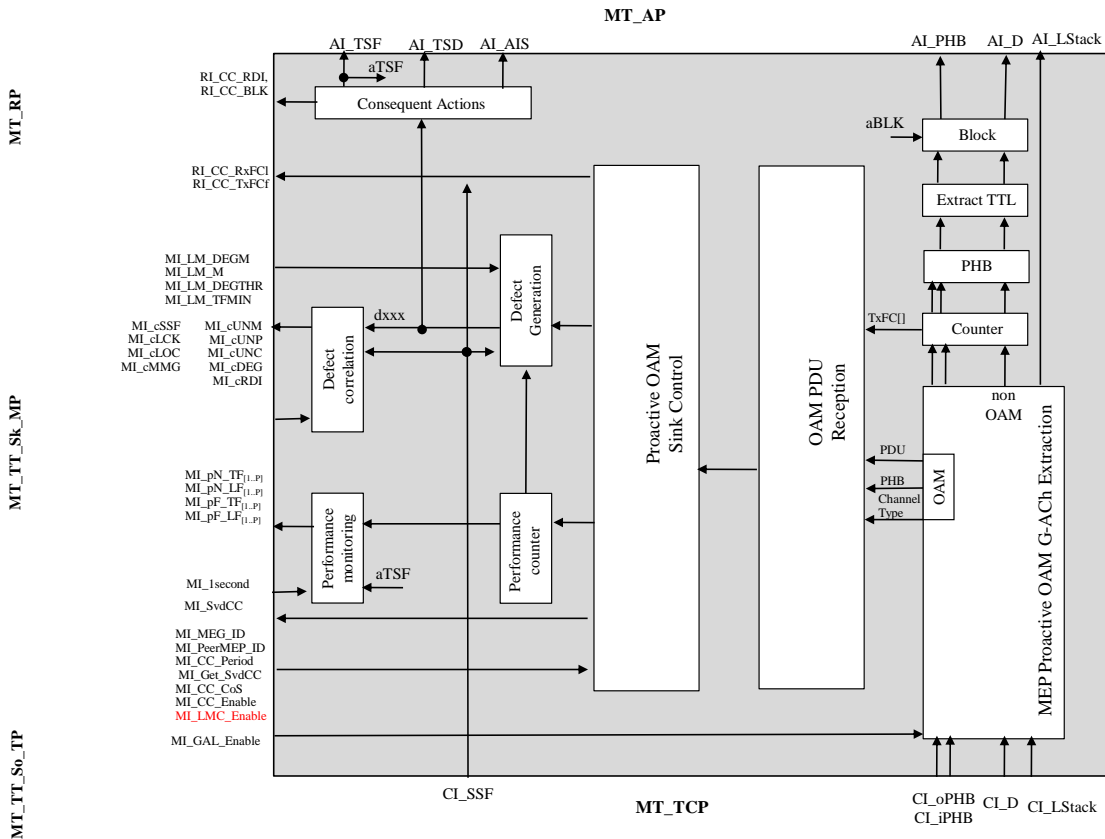 MT_AP
AI_TSF
AI_TSD
AI_AIS
AI_PHB
AI_D
AI_LStack
aTSF
RI_CC_RDI,
RI_CC_BLK
Consequent Actions
MT_RP
aBLK
Block
RI_CC_RxFCl
RI_CC_TxFCf
Extract TTL
MI_LM_DEGM
MI_LM_M
MI_LM_DEGTHR
MI_LM_TFMIN
Defect
Generation
PHB
dxxx
TxFC[]
Counter
MI_cSSF
MI_cLCK
MI_cLOC
MI_cMMG
MI_cUNM
MI_cUNP
MI_cUNC
MI_cDEG
MI_cRDI
Defect
correlation
non
OAM
MT_TT_Sk_MP
Proactive OAM
Sink Control
OAM PDU
Reception
PDU
PHB
Channel
Type
OAM
MEP Proactive OAM G-ACh Extraction
MI_pN_TF[1..P]
MI_pN_LF[1..P]
MI_pF_TF[1..P]
MI_pF_LF[1..P]
Performance
monitoring
Performance
counter
aTSF
MI_1second
MI_SvdCC
MI_MEG_ID
MI_PeerMEP_ID
MI_CC_Period
MI_Get_SvdCC
MI_CC_CoS
MI_CC_Enable
MI_LMC_Enable
MI_GAL_Enable
MT_TT_So_TP
CI_SSF
MT_TCP
CI_oPHB
CI_iPHB
CI_D
CI_LStack